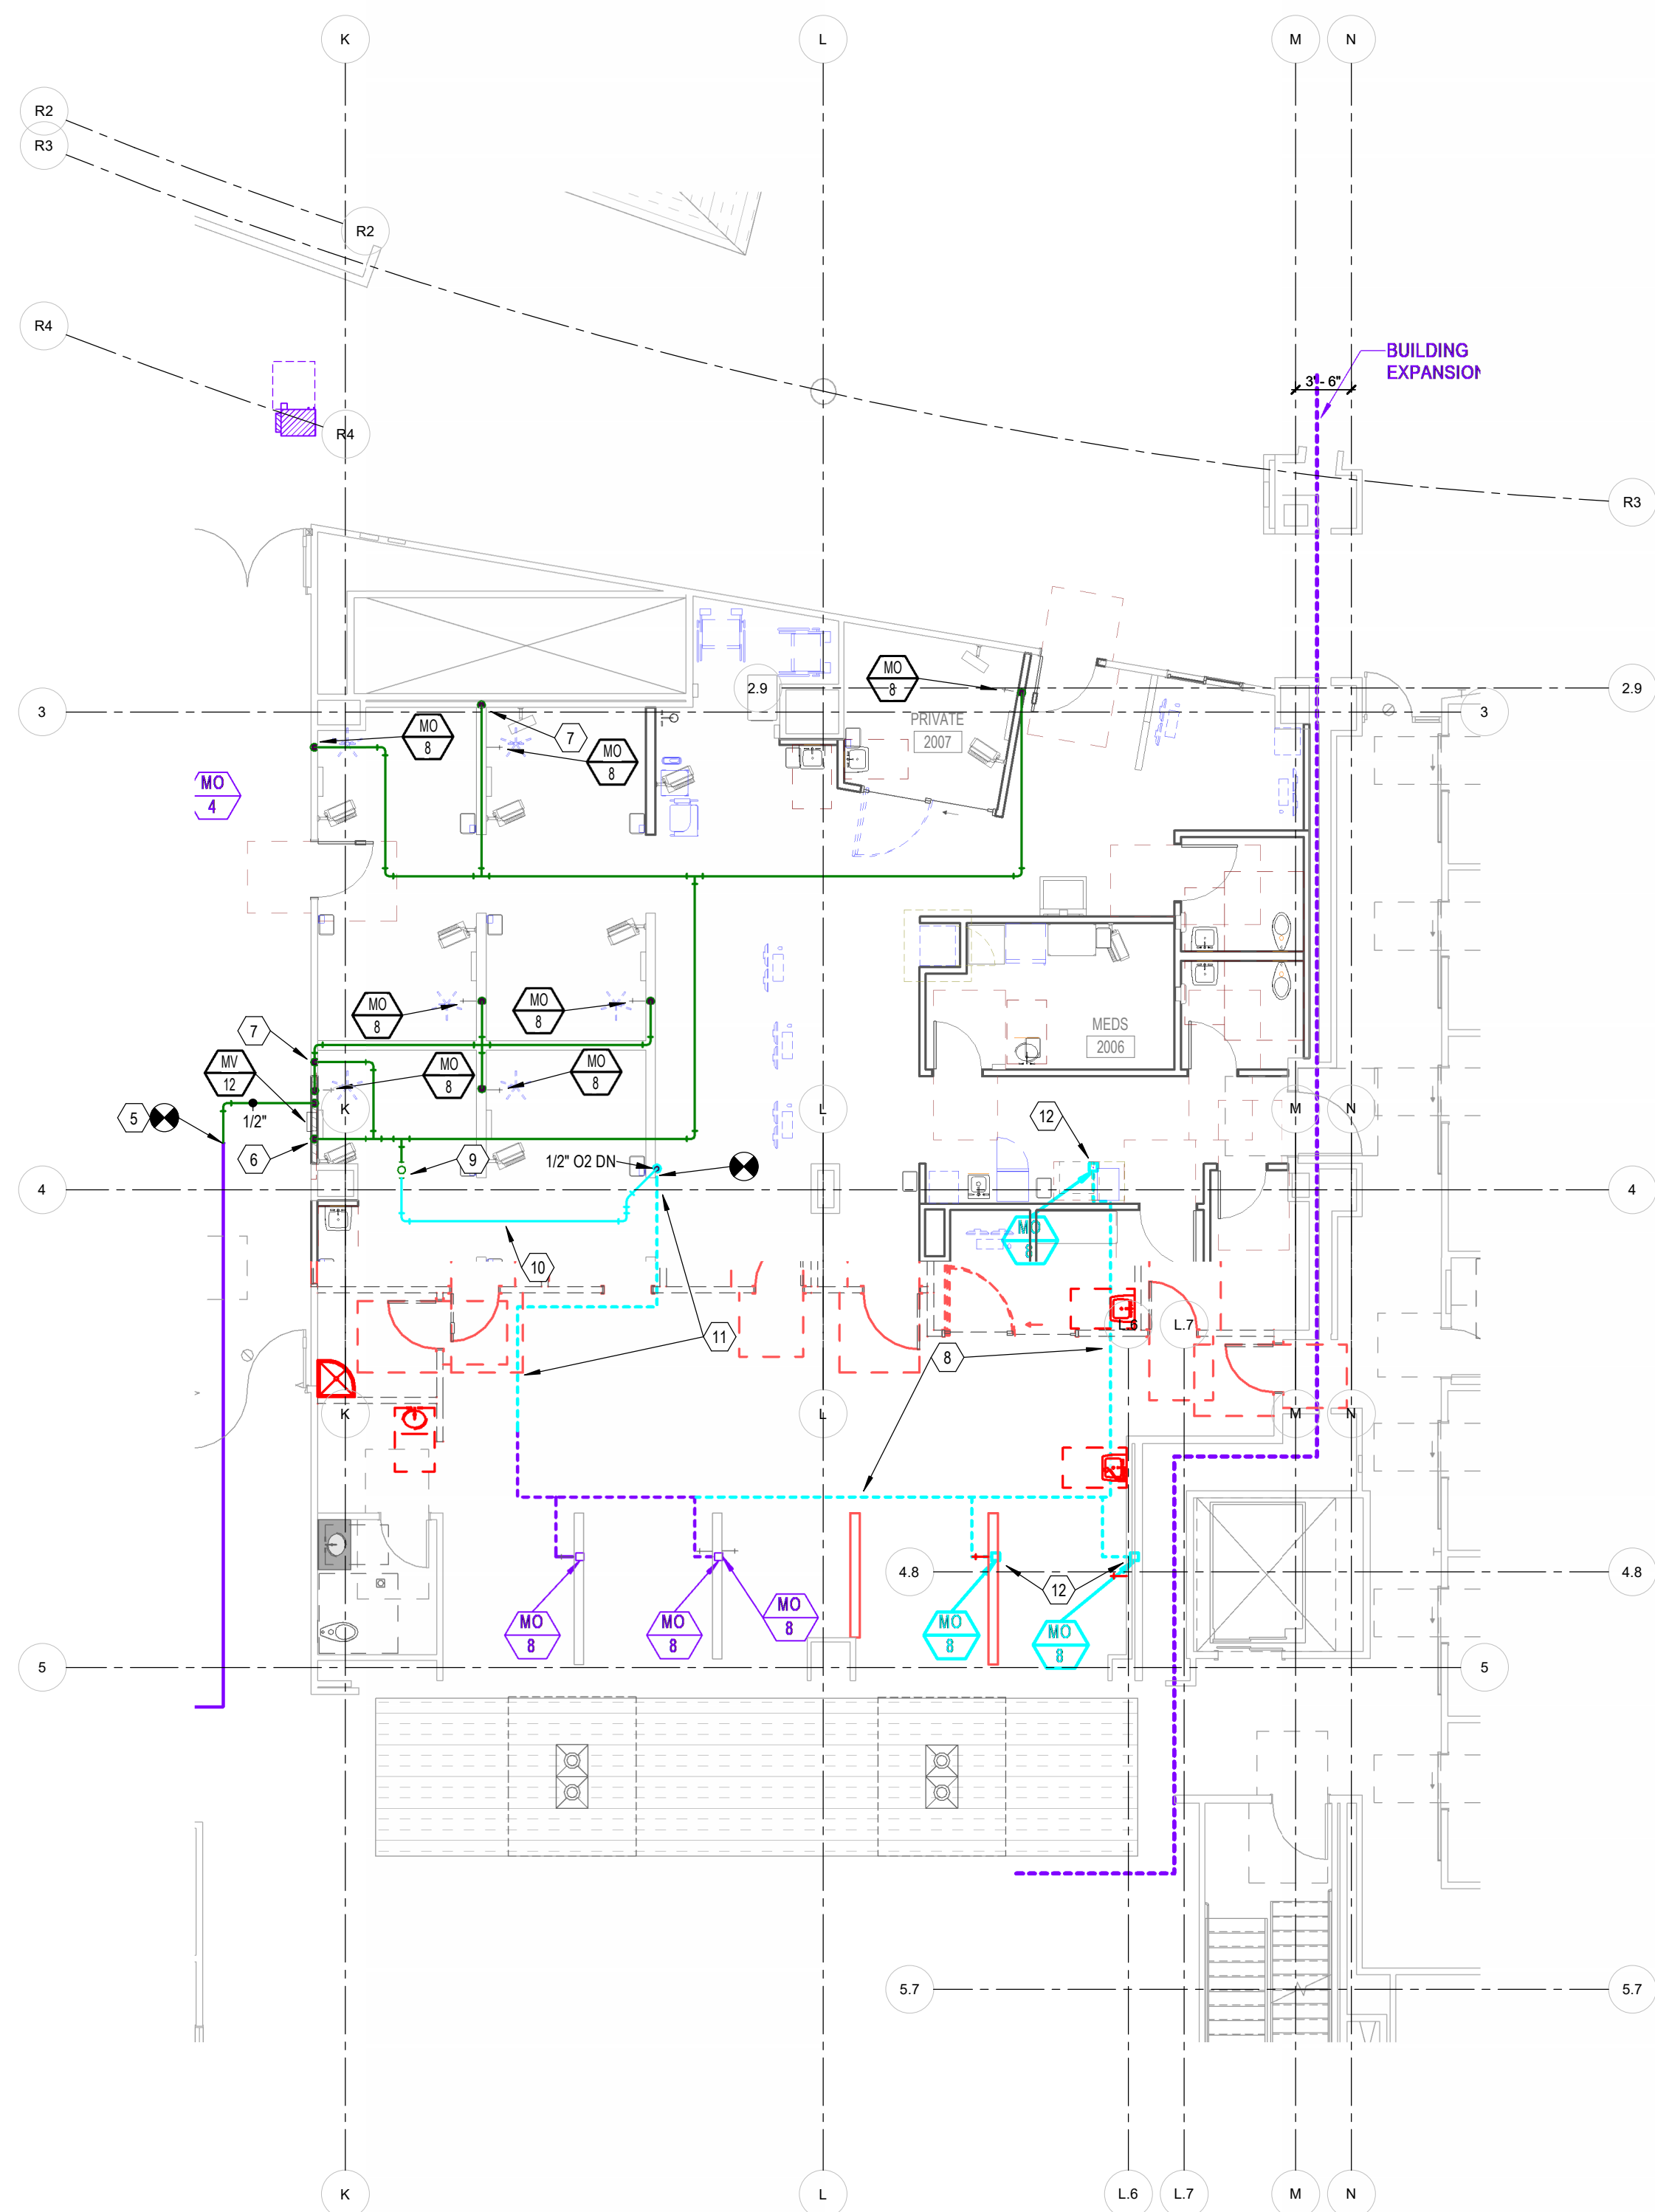 K
L
M
N
R2
R3
R2
R4
BUILDING
3' - 6"
R4
R3
MO
8
2.9
2.9
3
PRIVATE
2007
3
MO
8
7
MO
8
MO
4
MO
8
MO
8
MEDS
2006
7
MV
12
MO
8
MO
8
5
1/2"
K
L
M
N
12
6
9
1/2" O2 DN
4
4
MO
8
10
11
L.6
L.7
8
K
L
M
N
4.8
12
4.8
MO
8
MO
8
MO
8
MO
8
MO
8
5
5
5.7
5.7
K
L
L.6
L.7
M
N